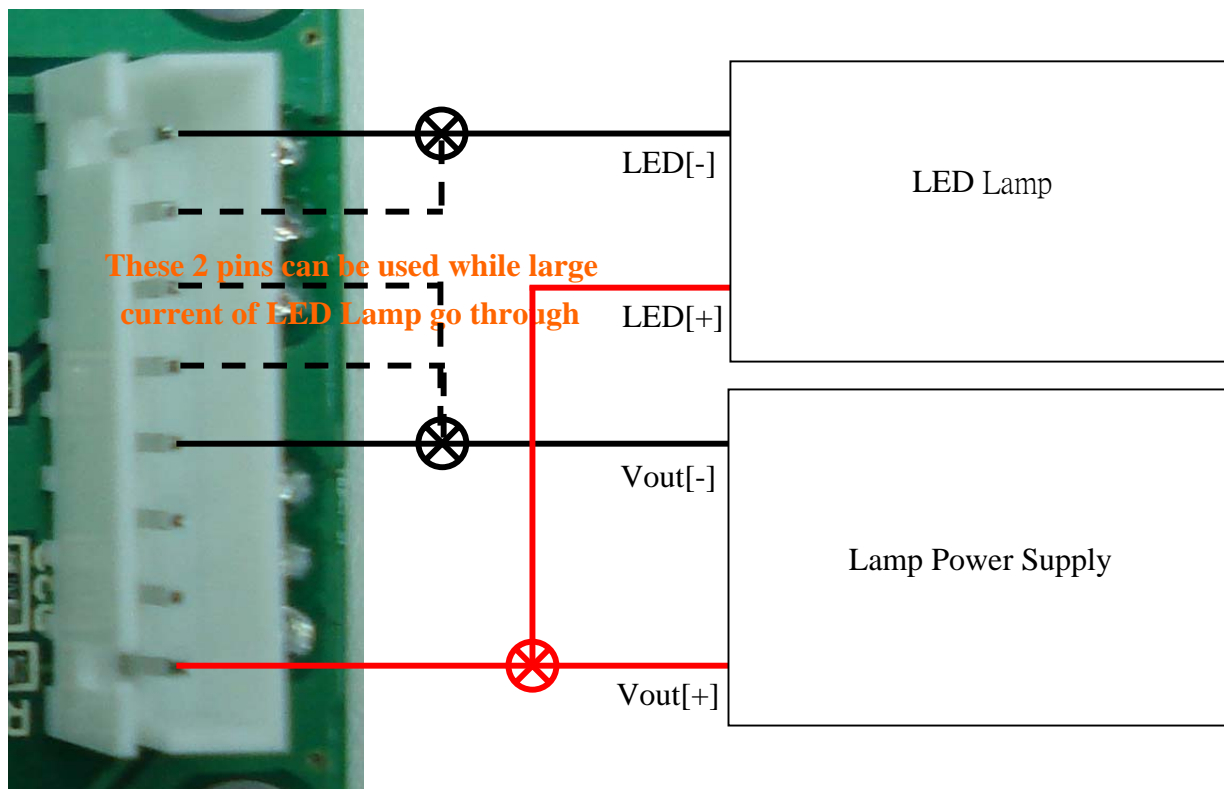 LED[-]
LED Lamp
These 2 pins can be used while large
current of LED Lamp go through
LED[+]
Vout[-]
Lamp Power Supply
Vout[+]